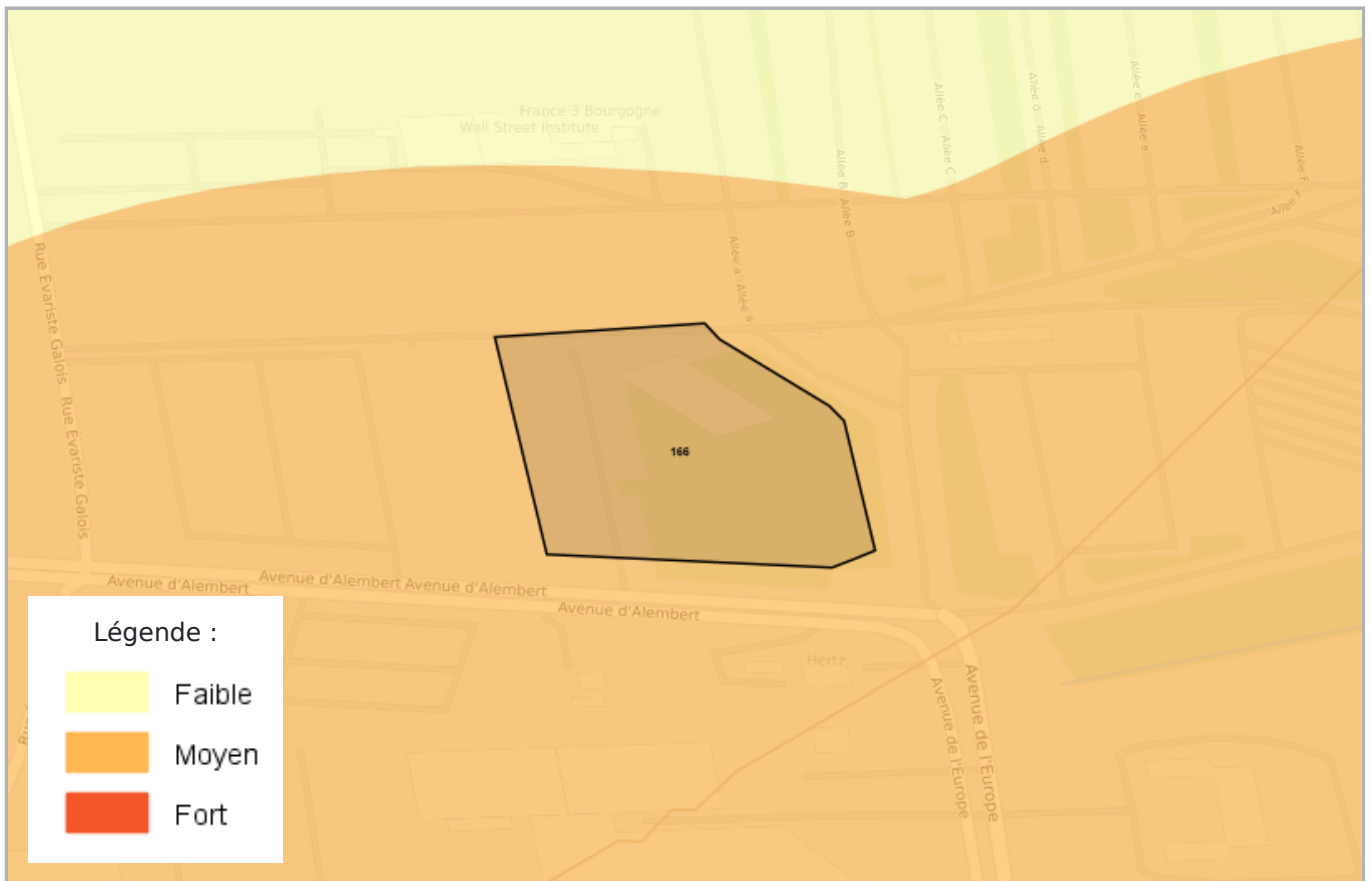 France 3 Bourgogne
Wall Street Institute
Allée C Allée C
Allée d Allée d
Allée e Allée e
Allée F
Allée F
Allée B Allée B
Allée a Allée a
Rue Évariste Galois Rue Évariste Galois
166
Avenue d'Alembert
Avenue d'Alembert Avenue d'Alembert
Avenue d'Alembert
Hertz
Avenue de l'Europe
Avenue de l'Europe
Légende :
Faible
Moyen
Fort